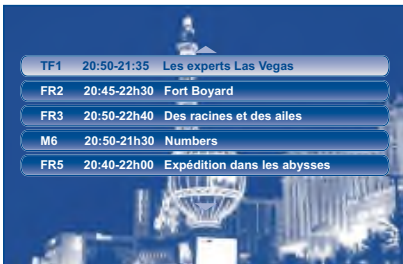 TF1 20:50-21:35 Les experts Las Vegas
FR2 20:45-22h30 Fort Boyard
FR3 20:50-22h40 Des racines et des ailes
M6 20:50-21h30 Numbers
FR5 20:40-22h00 Expédition dans les abysses